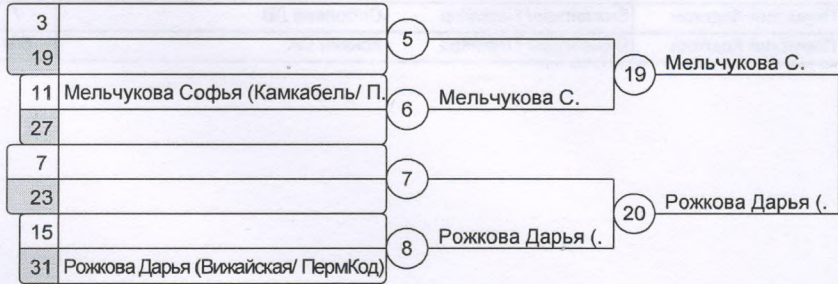 3
5
19
19 Мельчукова С.
11 Мельчукова Софья (Камкабель/ П.
6 Мельчукова С.
27
7
7
23
20 Рожкова Дарья (.
15
8 Рожкова Дарья (.
31 Рожкова Дарья (Вижайская/ ПермКод)